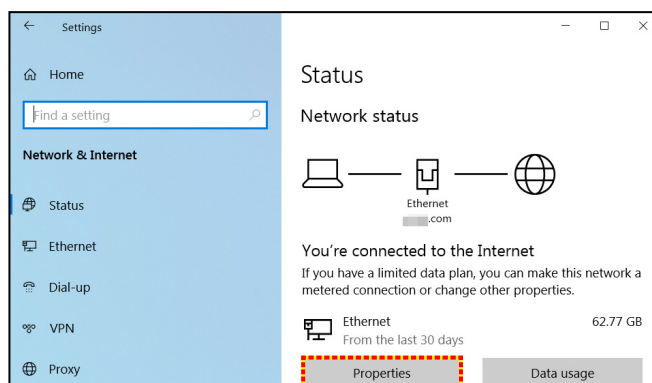 Settings
Home
Find a setting
Network & Internet
Status
Ethernet
Dial-up
VPN
Proxy
Status
Network status
Ethernet
.com
You're connected to the Internet
If you have a limited data plan, you can make this network a
metered connection or change other properties.
Ethernet 62.77 GB
From the last 30 days
Properties Data usage